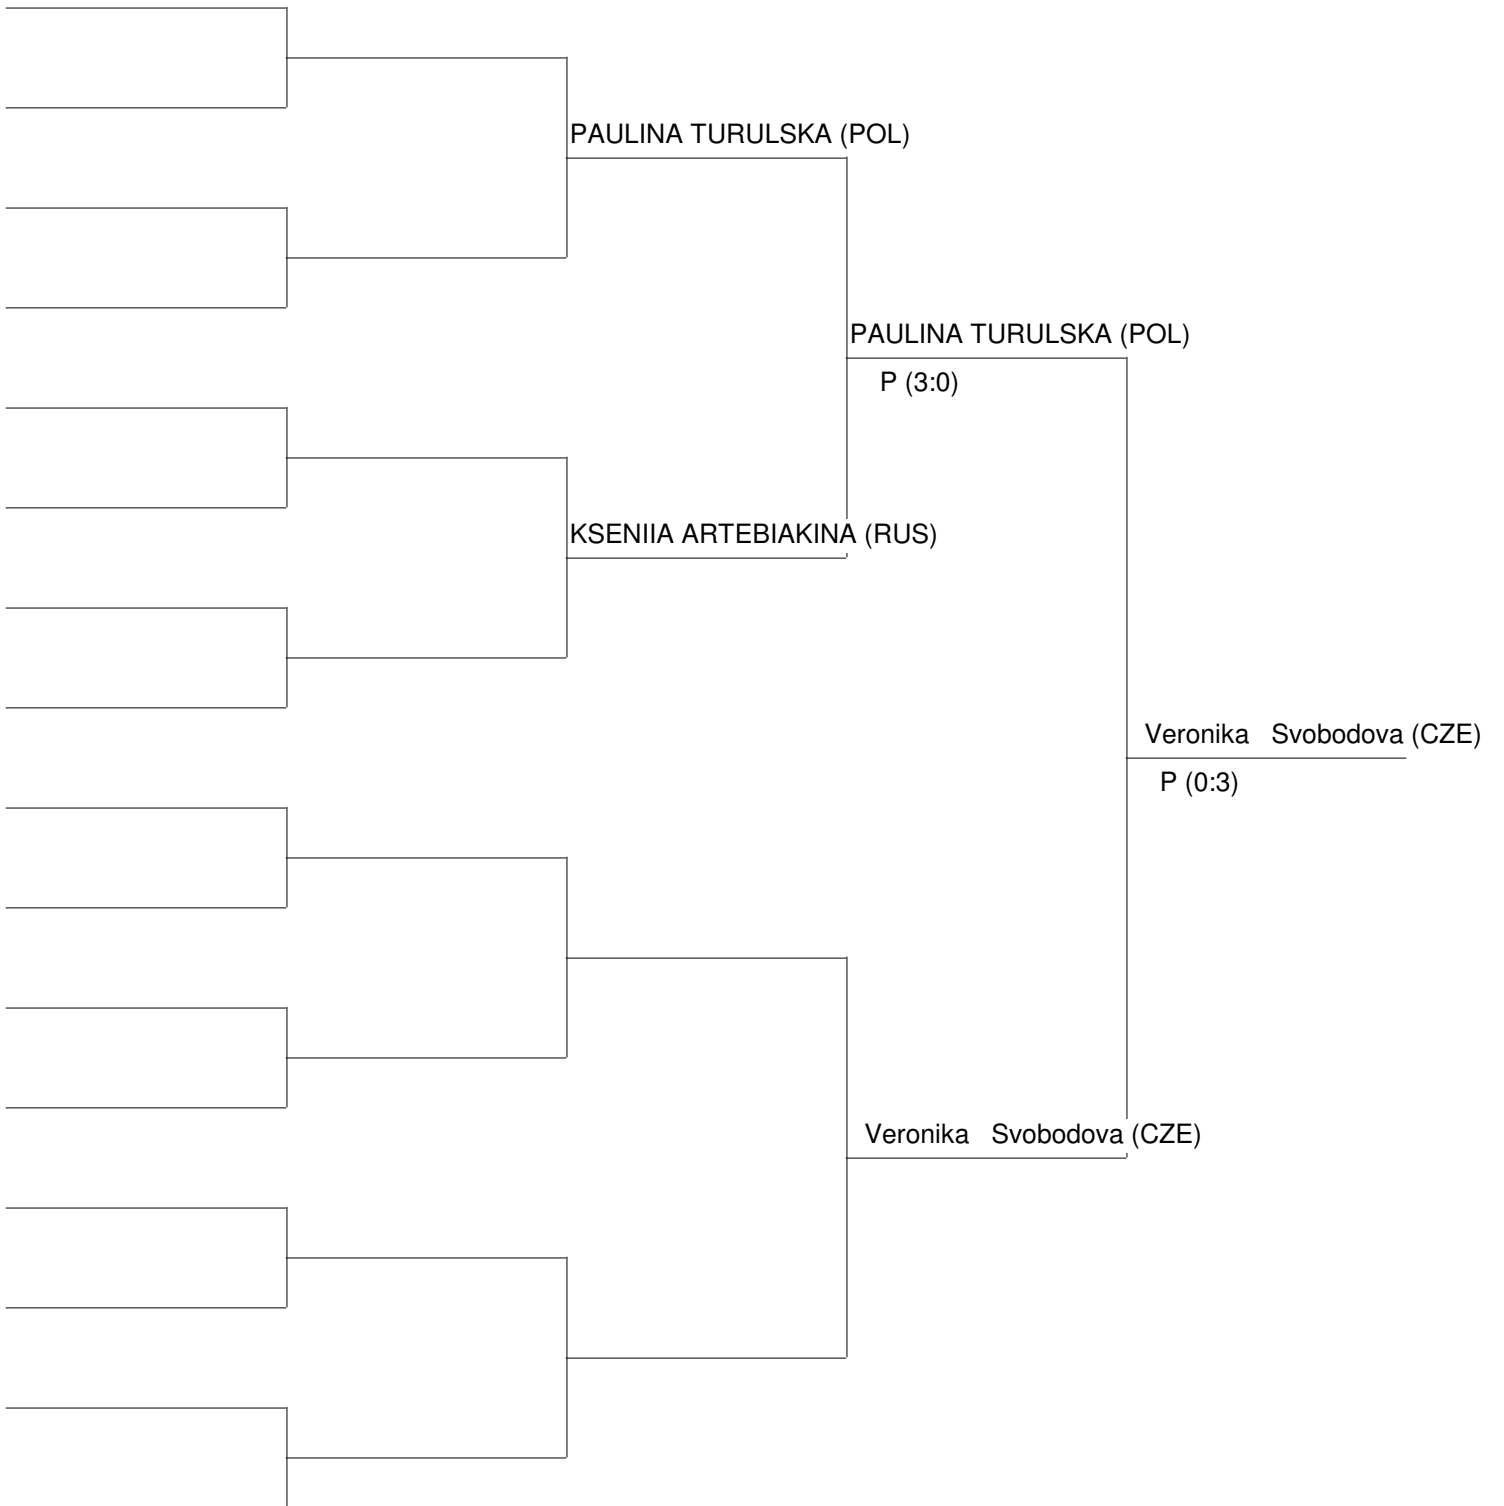 PAULINA TURULSKA (POL)
PAULINA TURULSKA (POL)
P (3:0)
KSENIIA ARTEBIAKINA (RUS)
Veronika Svobodova (CZE)
P (0:3)
Veronika Svobodova (CZE)